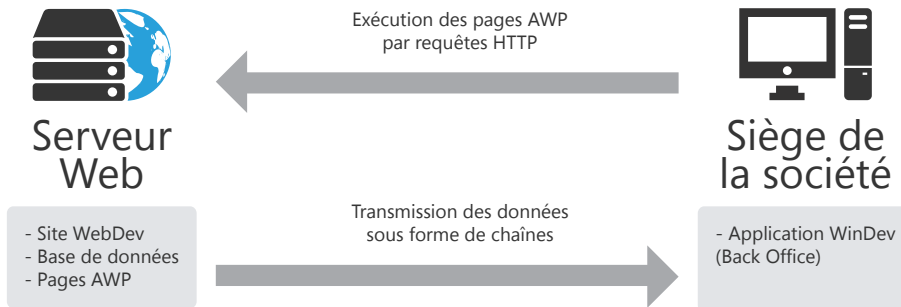 Exécution des pages AWP
par requêtes HTTP
Serveur
Web
Siège de
la société
- Site WebDev
- Base de données
- Pages AWP
Transmission des données
sous forme de chaînes
- Application WinDev
(Back Office)